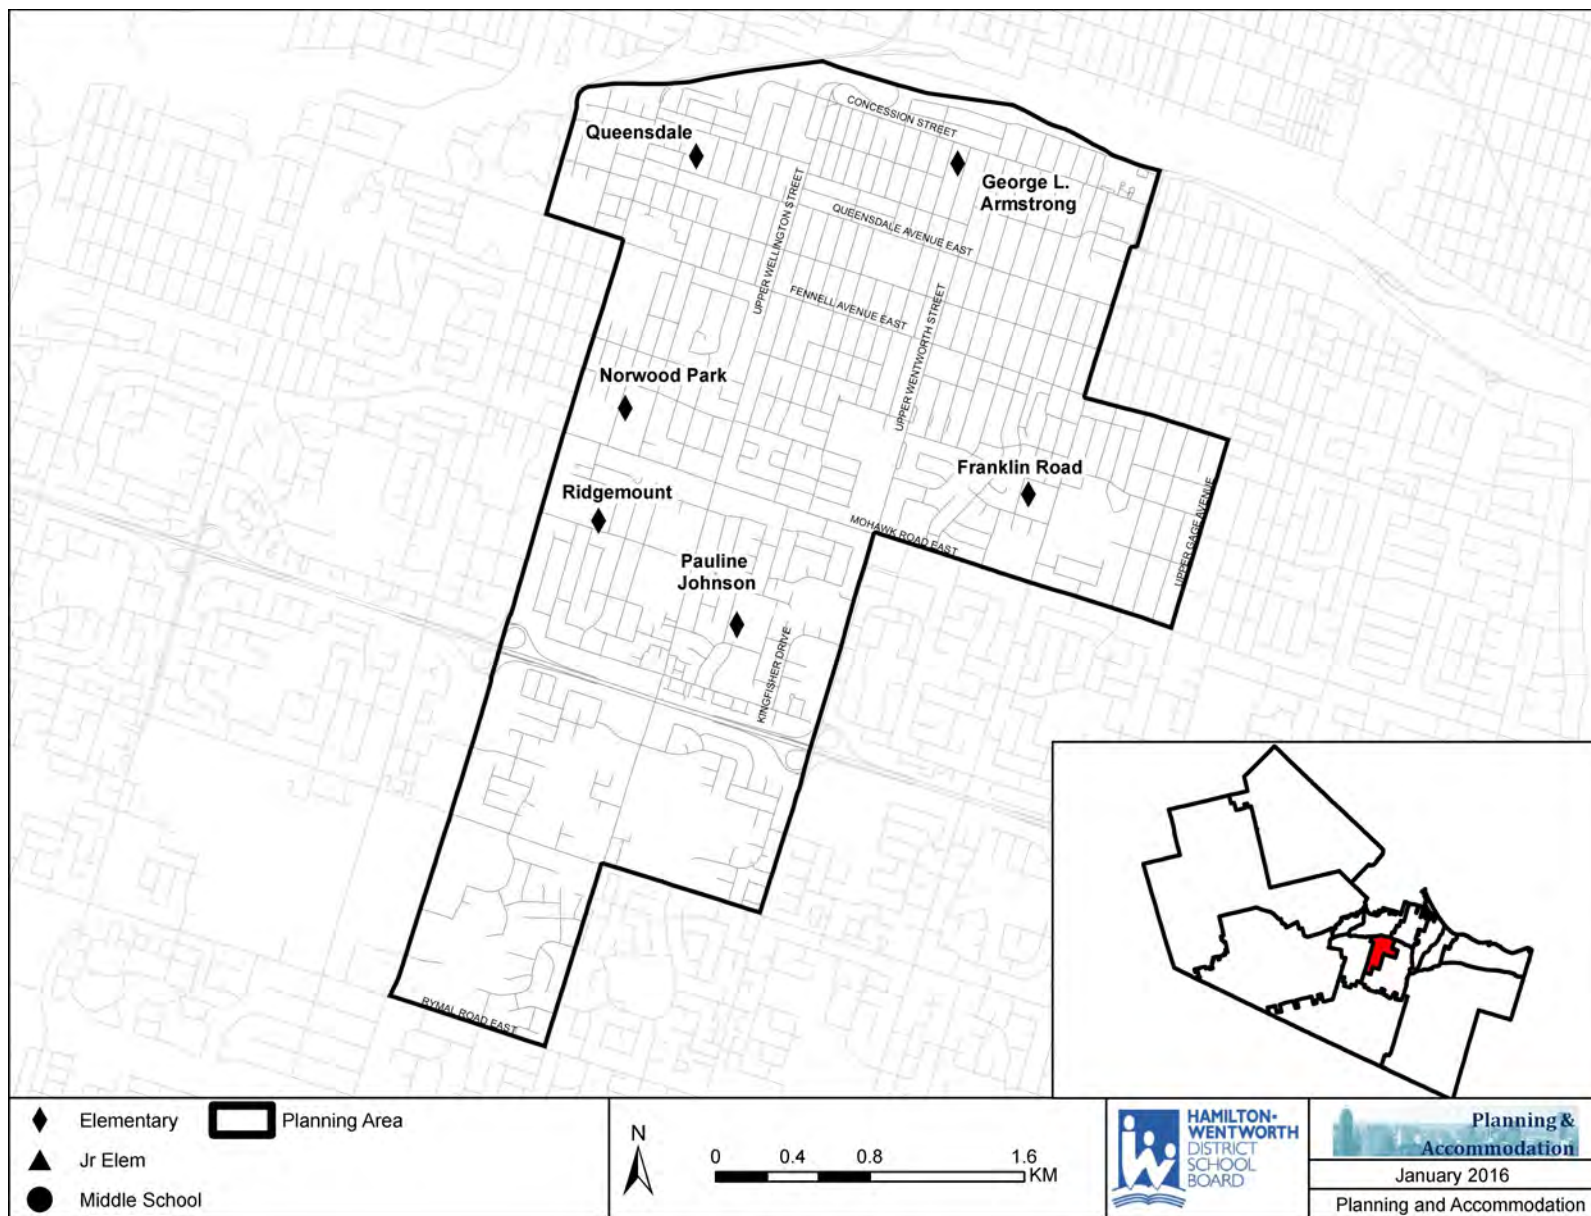 CONCESSION STREET
Queensdale
George L.
Armstrong
UPPER WELLINGTON STREET
QUEENSDALE AVENUE EAST
FENNELL AVENUE EAST
UPPER WENTWORTH STREET
Norwood Park
Franklin Road
Ridgemount
UPPER GAGE AVENUE
MOHAWK ROAD EAST
Pauline
Johnson
KINGFISHER DRIVE
RYMAL ROAD EAST
Elementary
Planning Area
Jr Elem
Middle School
N
0 0.4 0.8 1.6
KM
HAMILTON-
WENTWORTH
DISTRICT
SCHOOL
BOARD
Planning &
Accommodation
January 2016
Planning and Accommodation